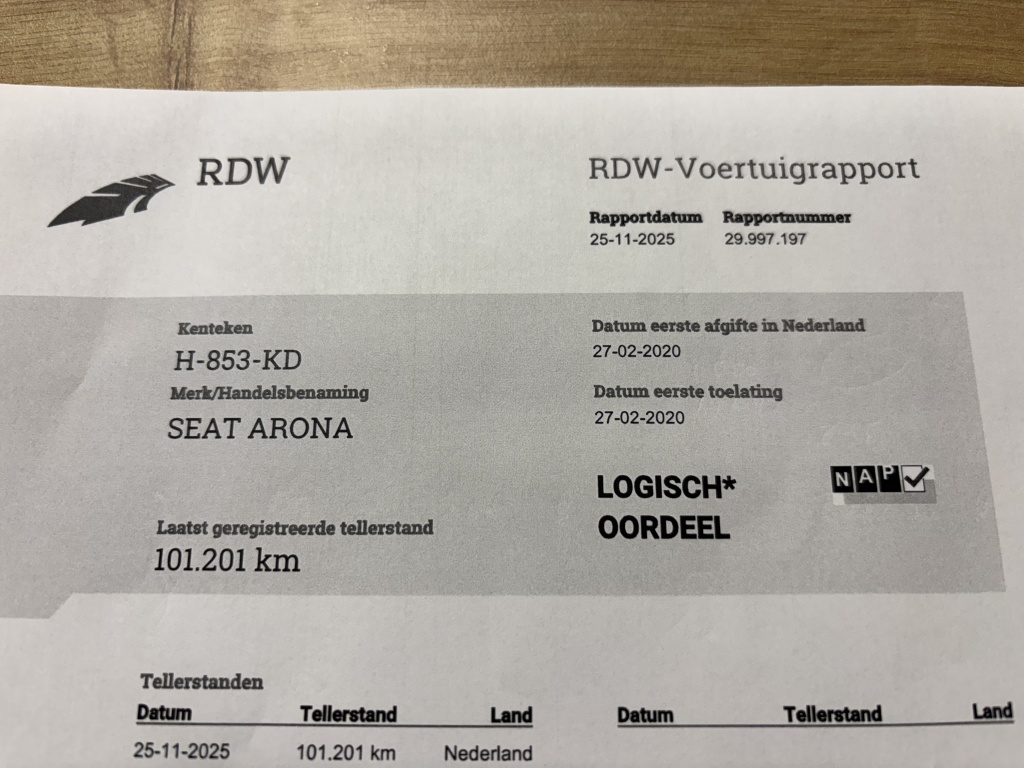 RDW
RDW-Voertuigrapport
Rapportdatum Rapportnummer
25-11-2025 29.997.197
Kenteken
H-853-KD
Merk/Handelsbenaming
SEAT ARONA
Laatst geregistreerde tellerstand
101.201 km
Datum eerste afgifte in Nederland
27-02-2020
Datum eerste toelating
27-02-2020
LOGISCH*
OORDEEL
NAP
Tellerstanden
Datum Tellerstand Land
25-11-2025 101.201 km Nederland
Datum Tellerstand Land